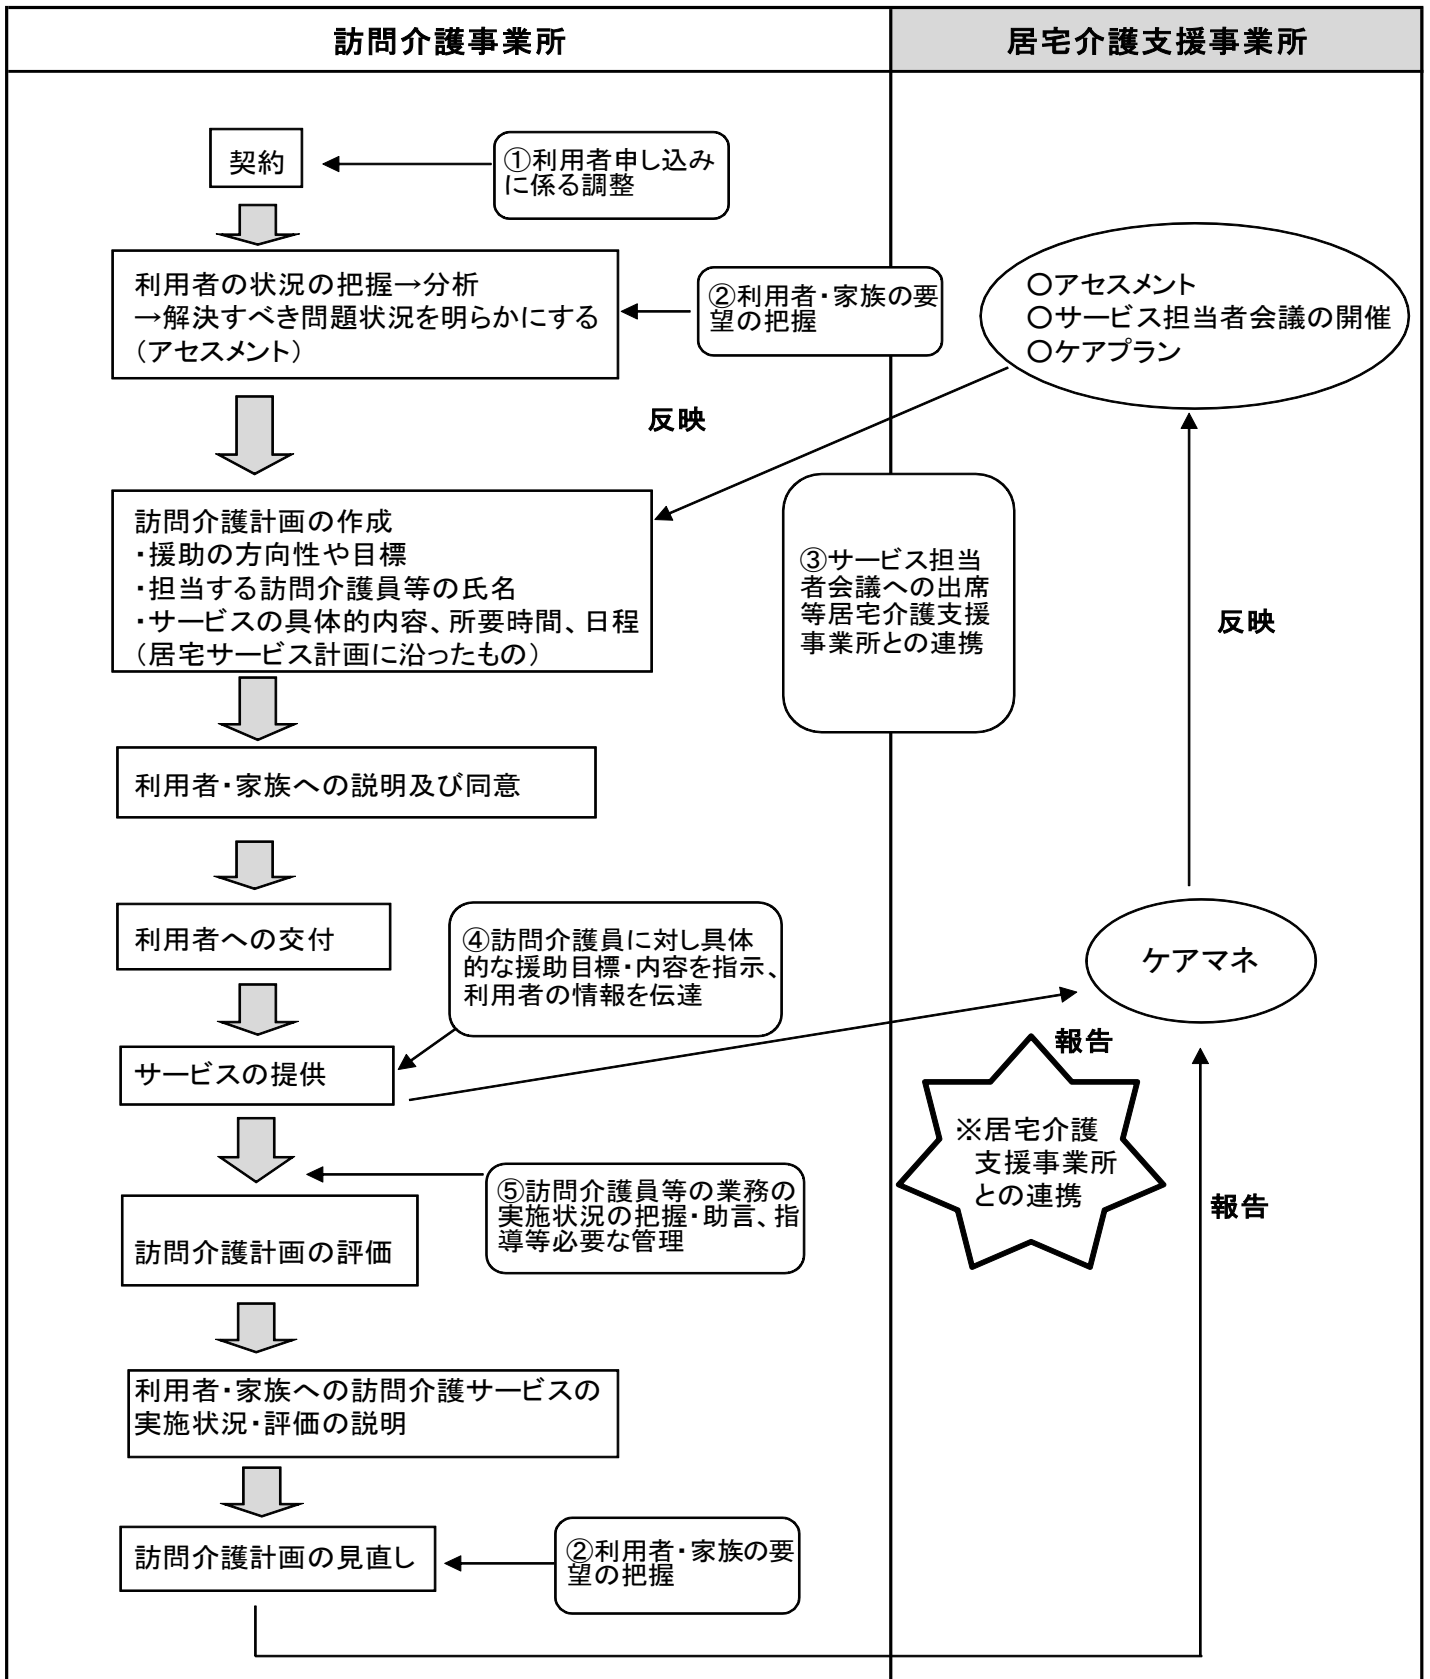 訪問介護事業所
居宅介護支援事業所
契約
①利用者申し込み
に係る調整
利用者の状況の把握→分析
→解決すべき問題状況を明らかにする
(アセスメント)
②利用者・家族の要
望の把握
○アセスメント
○サービス担当者会議の開催
○ケアプラン
反映
訪問介護計画の作成
・援助の方向性や目標
・担当する訪問介護員等の氏名
・サービスの具体的内容、所要時間、日程
(居宅サービス計画に沿ったもの)
③サービス担当
者会議への出席
等居宅介護支援
事業所との連携
反映
利用者・家族への説明及び同意
利用者への交付
④訪問介護員に対し具体
的な援助目標・内容を指示、
利用者の情報を伝達
ケアマネ
サービスの提供
報告
※居宅介護
支援事業所
との連携
⑤訪問介護員等の業務の
実施状況の把握・助言、指
導等必要な管理
報告
訪問介護計画の評価
利用者・家族への訪問介護サービスの
実施状況・評価の説明
訪問介護計画の見直し
②利用者・家族の要
望の把握